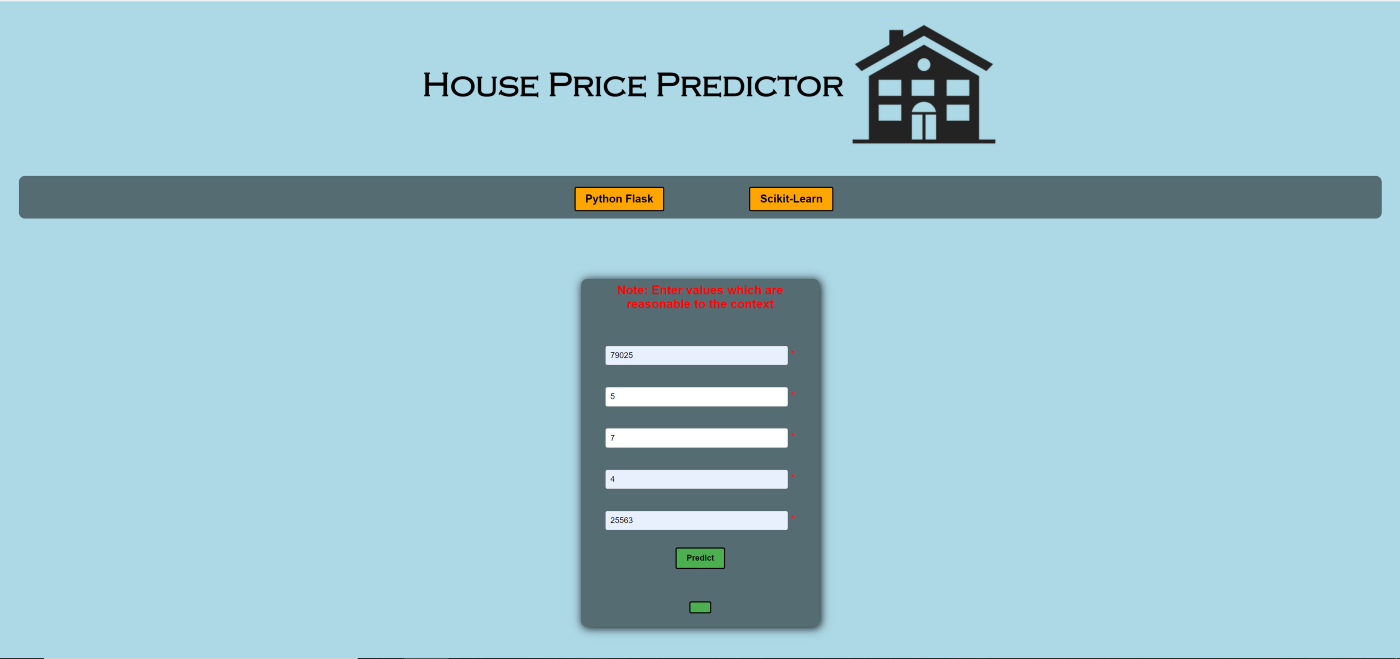 House Price Predictor
Python Flask
Scikit-Learn
Note: Enter values which are
reasonable to the context
79025 *
5 *
7 *
4 *
25563 *
Predict